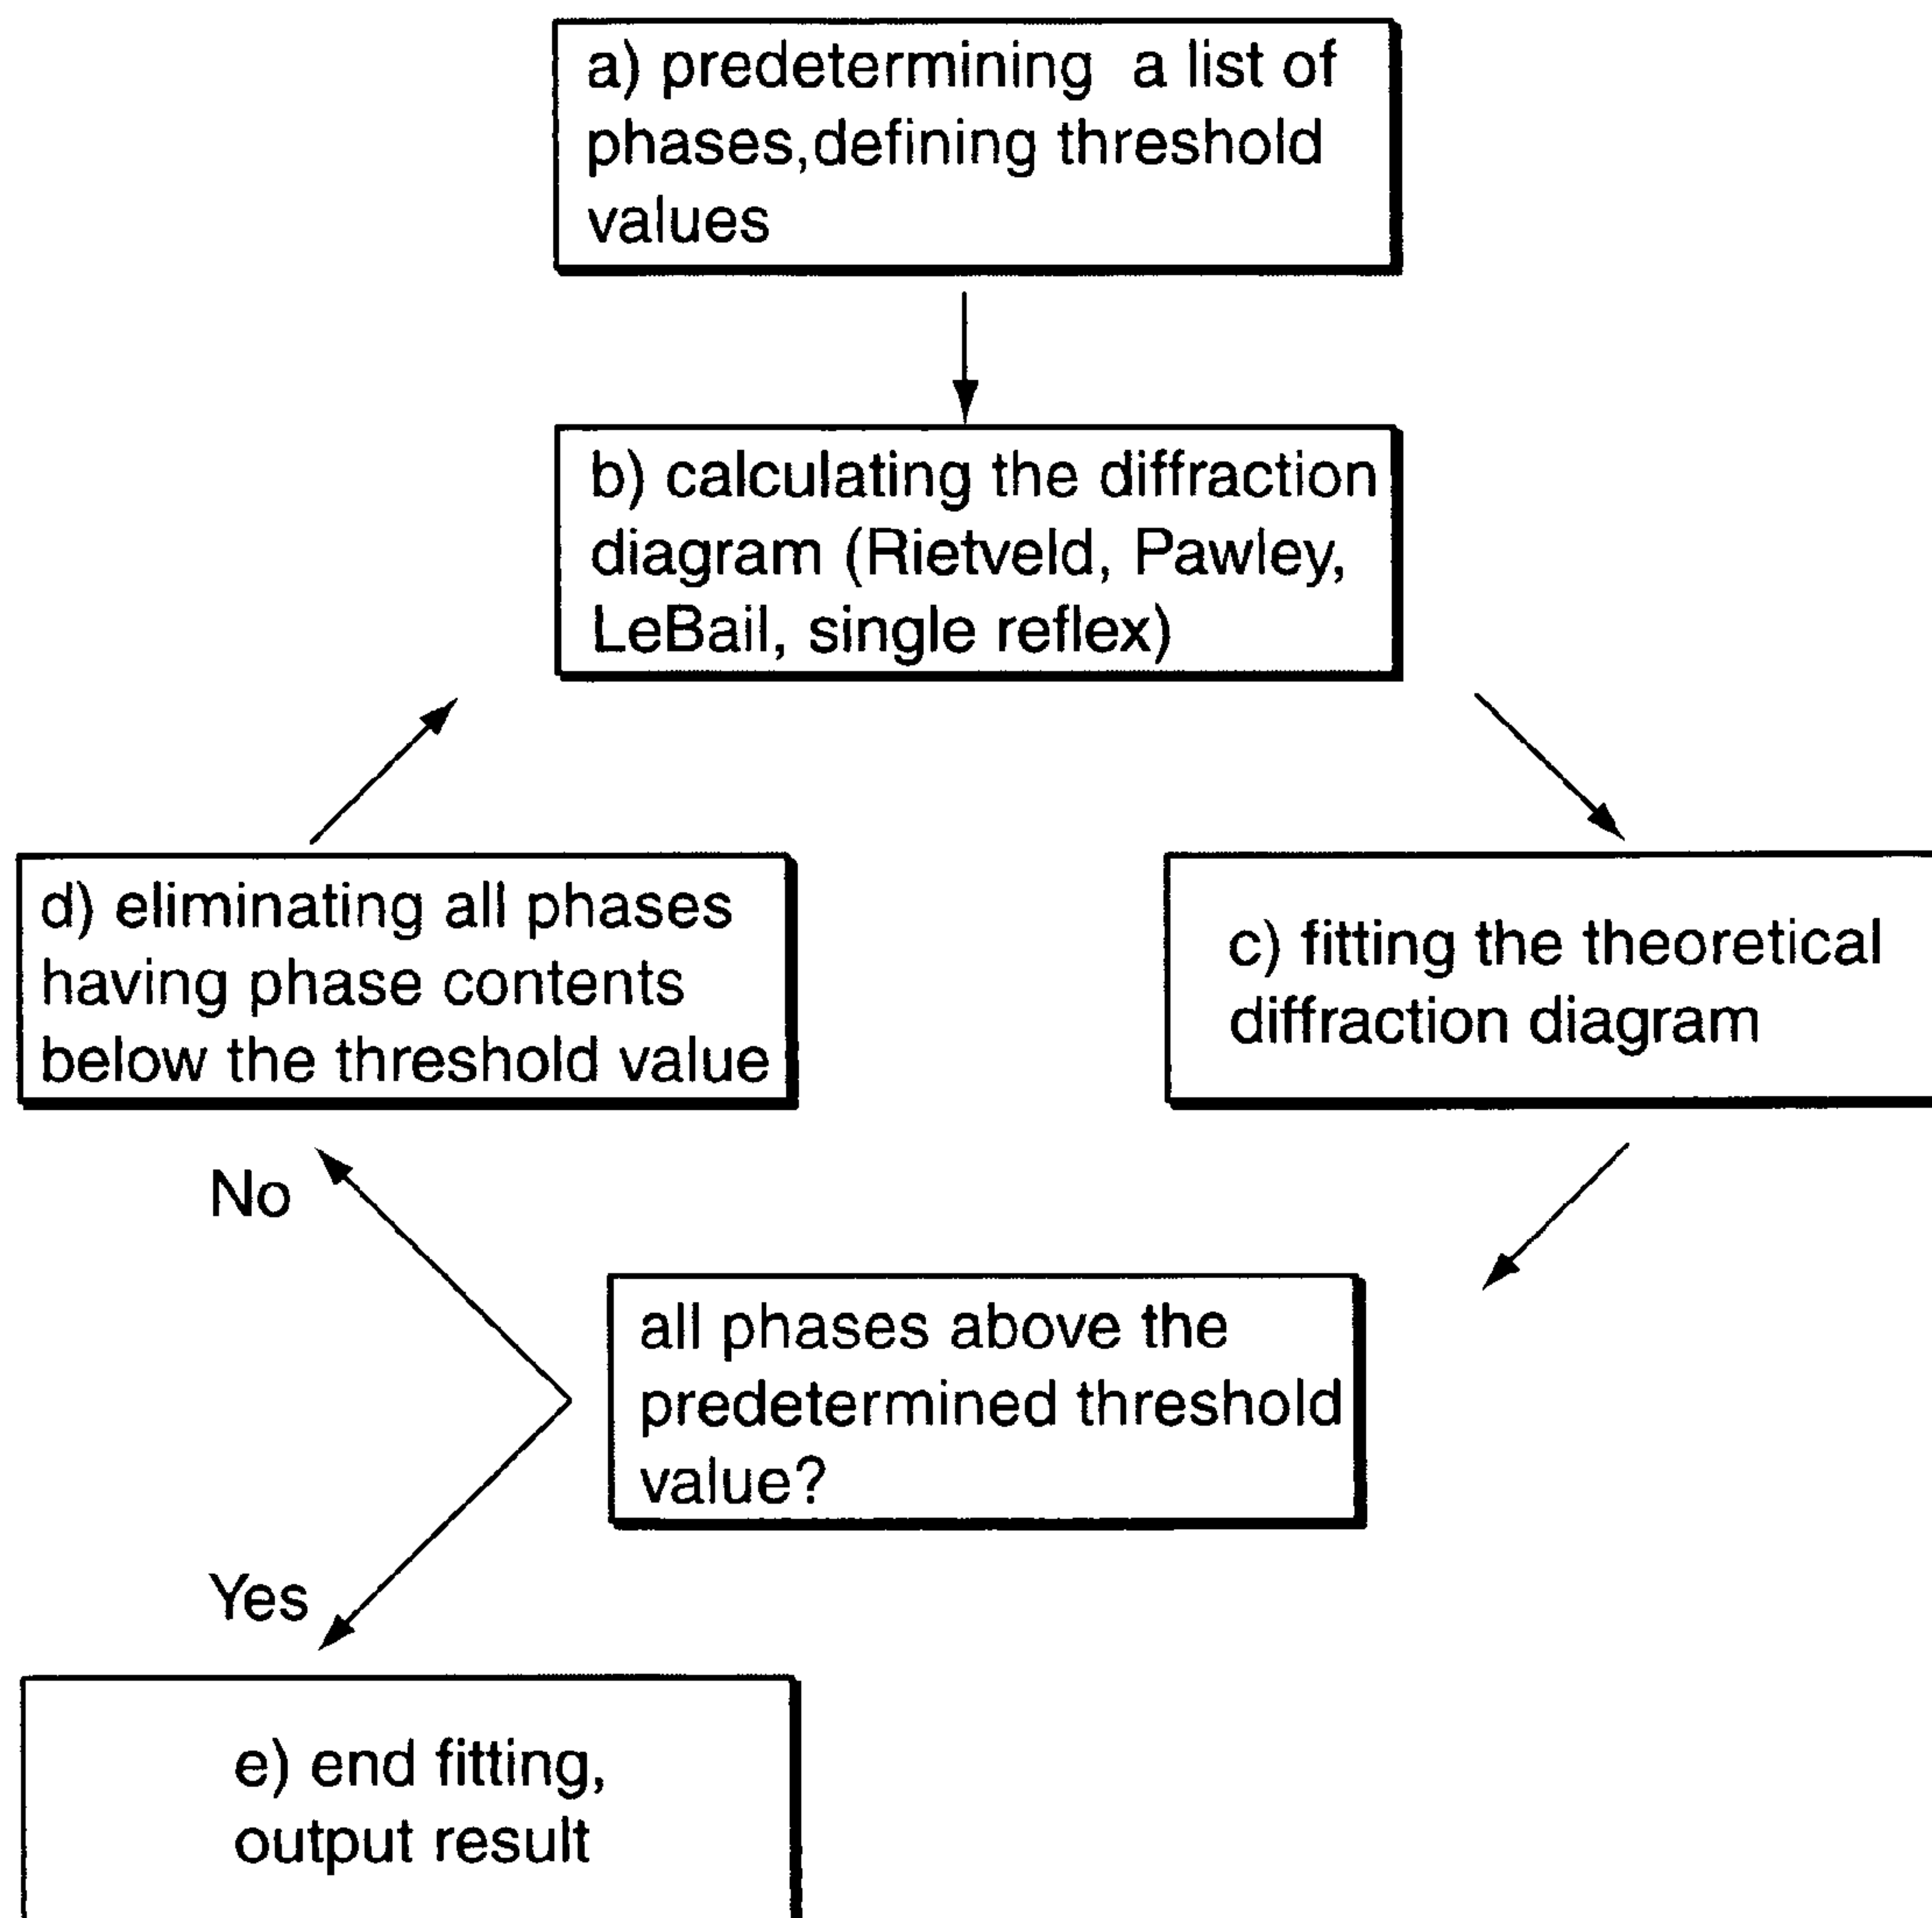 a) predetermining a list of
phases,defining threshold
values
b) calculating the diffraction
diagram (Rietveld, Pawley,
LeBail, single reflex)
d) eliminating all phases
having phase contents
below the threshold value
c) fitting the theoretical
diffraction diagram
No
all phases above the
predetermined threshold
value?
Yes
e) end fitting,
output result